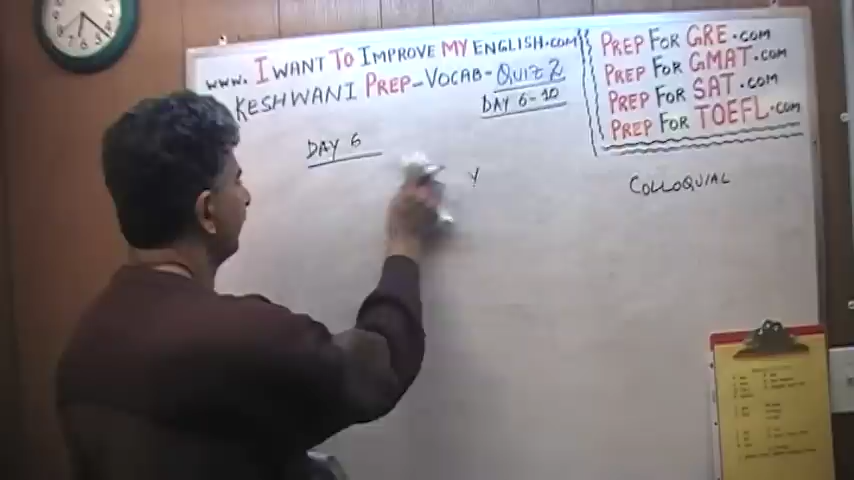 www. I WANT TO IMPROVE MY ENGLISH.COM
KESHWANI PREP-VOCAB-QUIZ 2
DAY 6-10
PREP FOR GRE.COM
PREP FOR GMAT.COM
PREP FOR SAT.COM
PREP FOR TOEFL.COM
DAY 6
Y
COLLOQUIAL